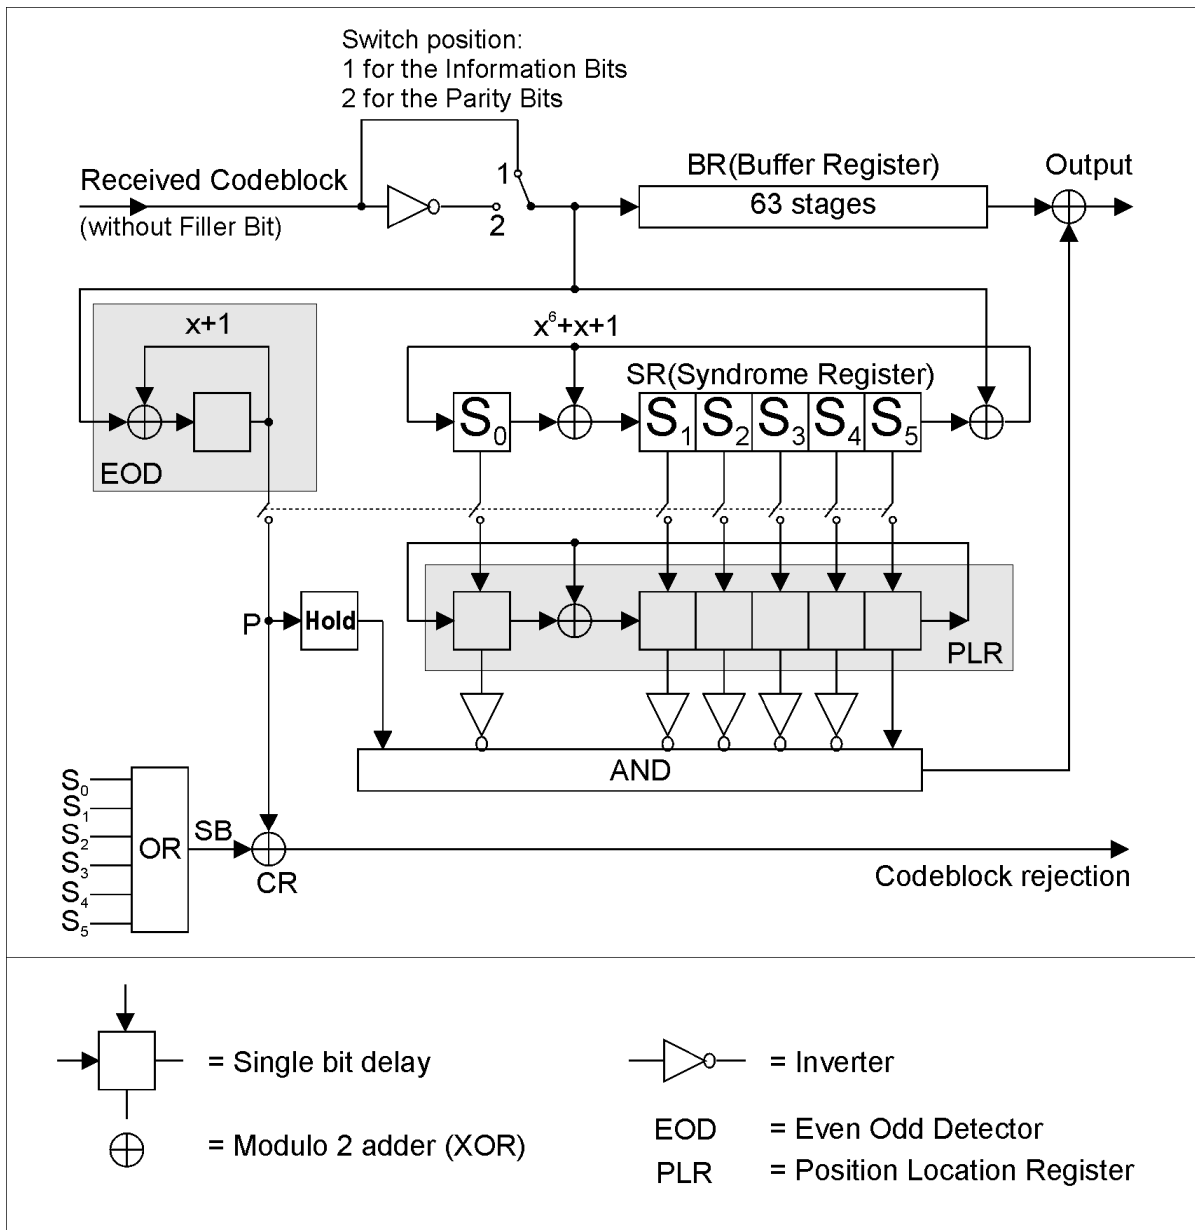 Switch position:
1 for the Information Bits
2 for the Parity Bits
Received Codeblock
(without Filler Bit)
1
2
BR(Buffer Register)
63 stages
Output
x+1
EOD
x⁶+x+1
SR(Syndrome Register)
S₀
S₁ S₂ S₃ S₄ S₅
P
Hold
PLR
AND
S₀
S₁
S₂
S₃
S₄
S₅
OR
SB
CR
Codeblock rejection
= Single bit delay
= Modulo 2 adder (XOR)
= Inverter
EOD = Even Odd Detector
PLR = Position Location Register